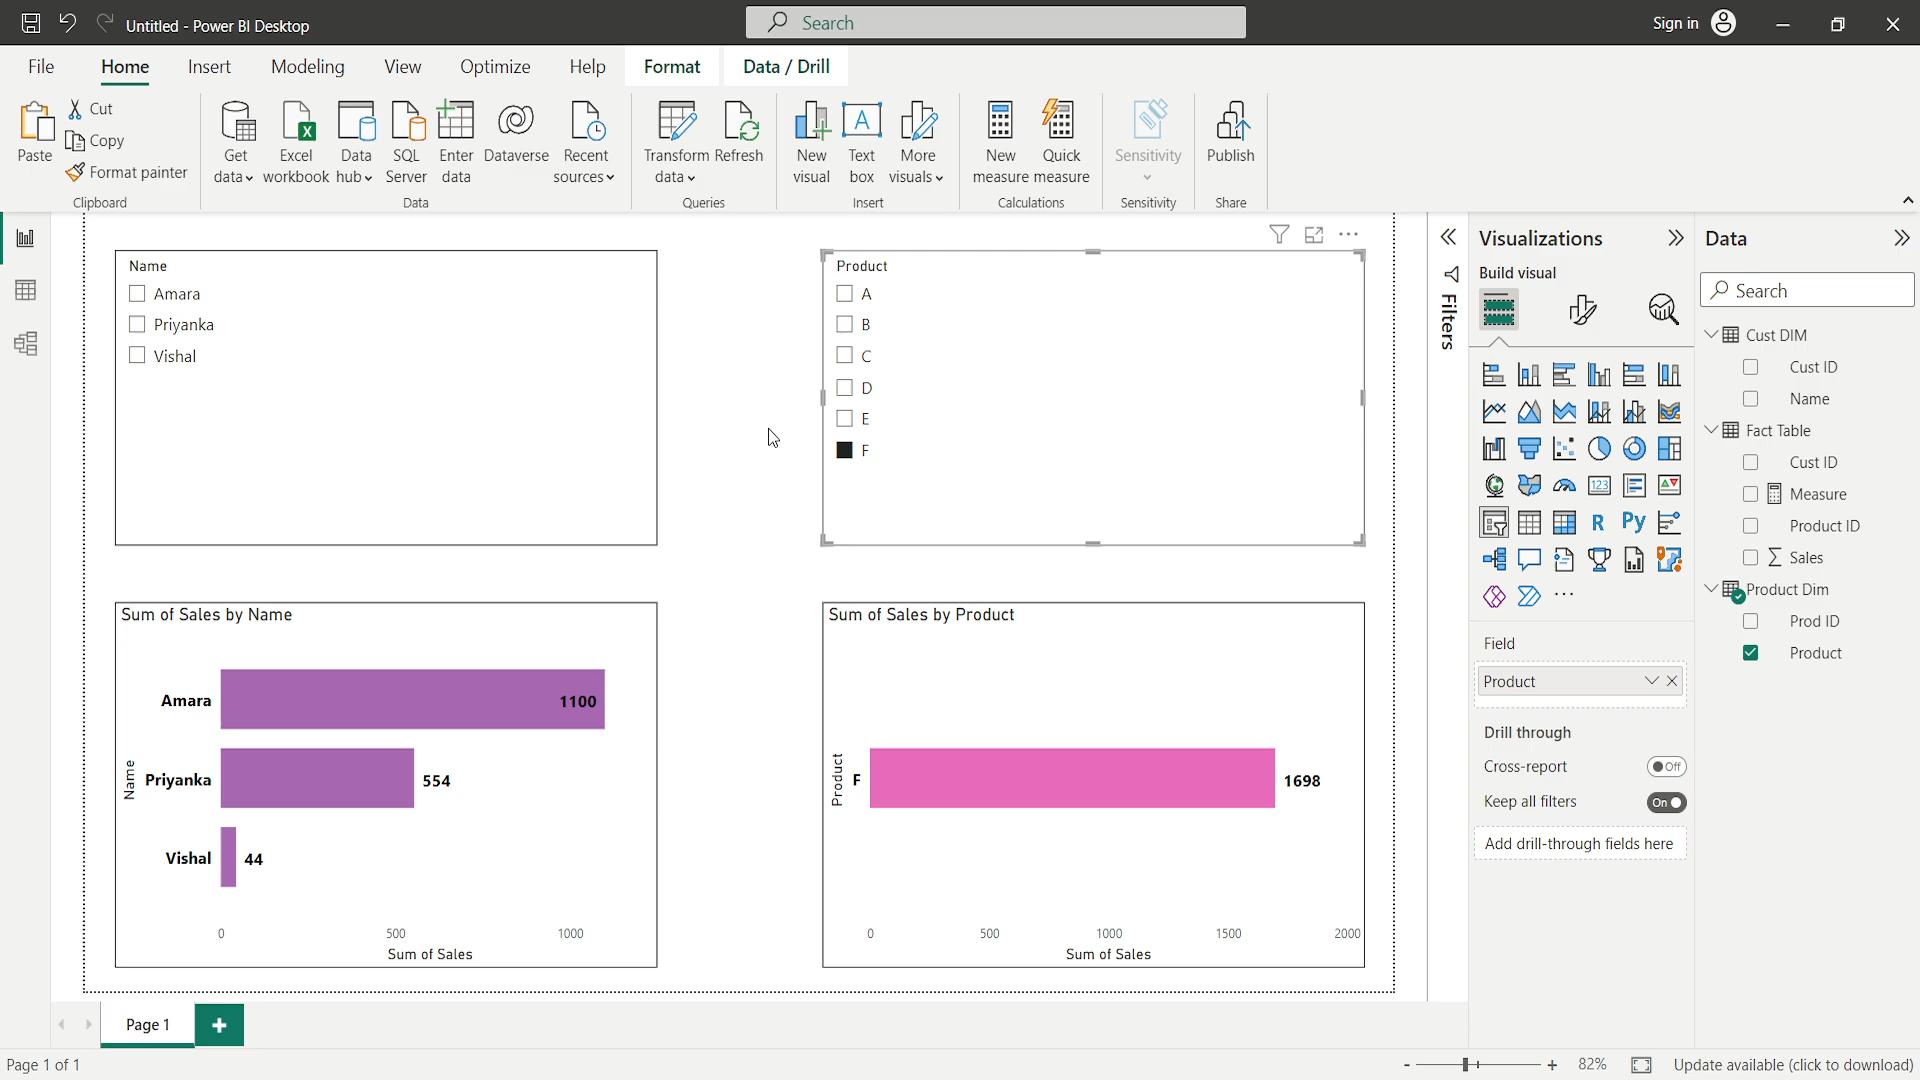 Untitled - Power BI Desktop
Search
Sign in
File Home Insert Modeling View Optimize Help Format Data / Drill
Paste
Cut
Copy
Format painter
Clipboard
Get data
Excel workbook
Data hub
SQL Server
Enter data
Dataverse
Recent sources
Data
Transform data
Refresh
Queries
New visual
Text box
More visuals
Insert
New measure
Quick measure
Calculations
Sensitivity
Sensitivity
Publish
Share
Name
Amara
Priyanka
Vishal
Product
A
B
C
D
E
F
Sum of Sales by Name
Name
Amara 1100
Priyanka 554
Vishal 44
0 500 1000
Sum of Sales
Sum of Sales by Product
Product
F 1698
0 500 1000 1500 2000
Sum of Sales
Filters
Visualizations
Build visual
123
R
Py
Field
Product
Drill through
Cross-report Off
Keep all filters On
Add drill-through fields here
Data
Search
Cust DIM
Cust ID
Name
Fact Table
Cust ID
Measure
Product ID
Sales
Product Dim
Prod ID
Product
Page 1
Page 1 of 1
- + 82%
Update available (click to download)